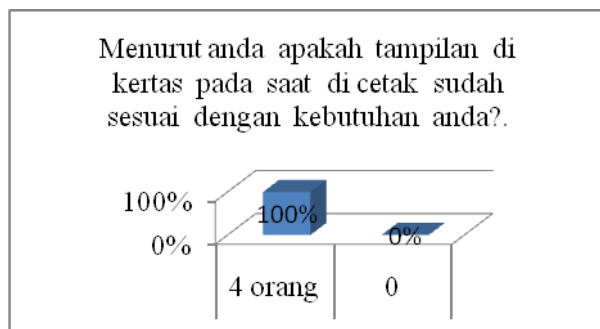 Menurut anda apakah tampilan di
kertas pada saat di cetak sudah
sesuai dengan kebutuhan anda?.
100%
100%
0%
0%
4 orang 0